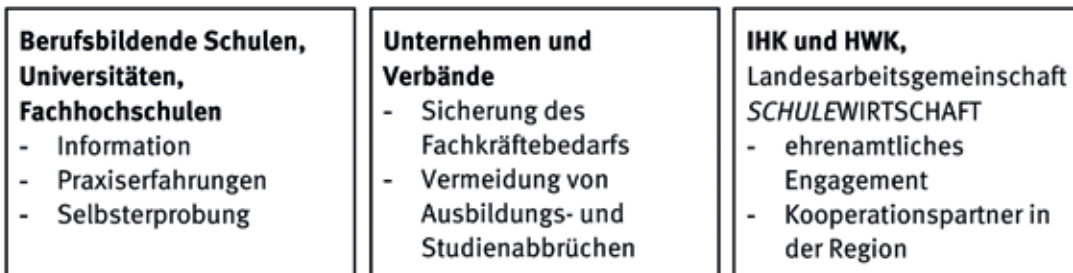 Berufsbildende Schulen,
Universitäten,
Fachhochschulen
- Information
- Praxiserfahrungen
- Selbsterprobung
Unternehmen und
Verbände
- Sicherung des
Fachkräftebedarfs
- Vermeidung von
Ausbildungs- und
Studienabbrüchen
IHK und HWK,
Landesarbeitsgemeinschaft
SCHULEWIRTSCHAFT
- ehrenamtliches
Engagement
- Kooperationspartner in
der Region